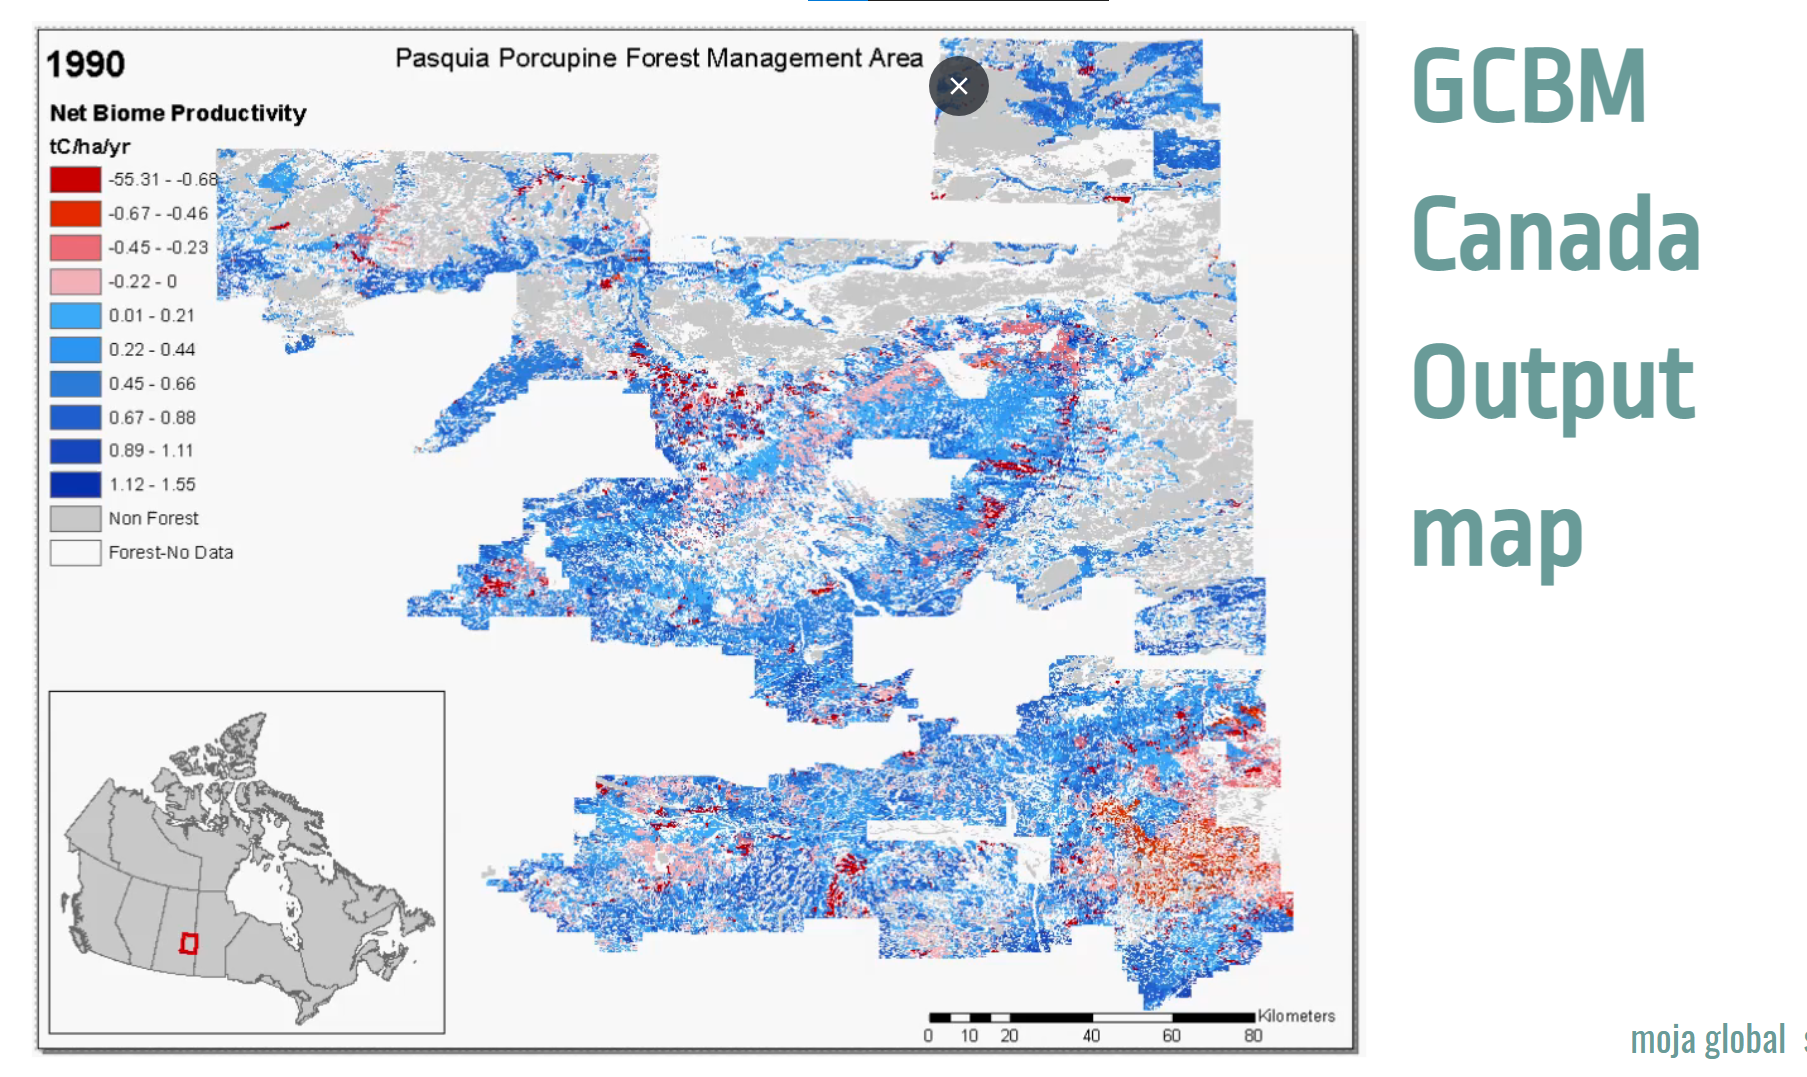 1990
Pasquia Porcupine Forest Management Area
Net Biome Productivity
tC/ha/yr
-55.31 - -0.68
-0.67 - -0.46
-0.45 - -0.23
-0.22 - 0
0.01 - 0.21
0.22 - 0.44
0.45 - 0.66
0.67 - 0.88
0.89 - 1.11
1.12 - 1.55
Non Forest
Forest-No Data
Kilometers
0 10 20 40 60 80
GCBM
Canada
Output
map
moja global